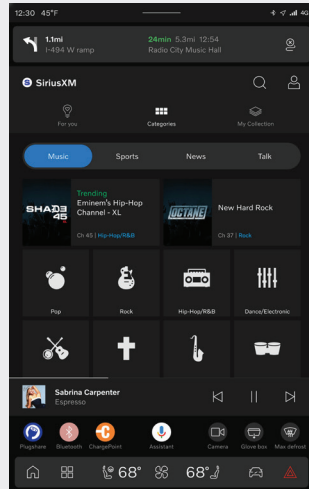 12:30 45°F
4G
1.1mi
I-494 W ramp
24min 5.3mi 12:54
Radio City Music Hall
SiriusXM
For you
Categories
My Collection
Music
Sports
News
Talk
SHADE 45
Trending
Eminem's Hip-Hop
Channel - XL
Ch 45 | Hip-Hop/R&B
OCTANE
New Hard Rock
Ch 37 | Rock
Pop
Rock
Hip-Hop/R&B
Dance/Electronic
Sabrina Carpenter
Espresso
Plugshare
Bluetooth
ChargePoint
Assistant
Camera
Glove box
Max defrost
68°
68°